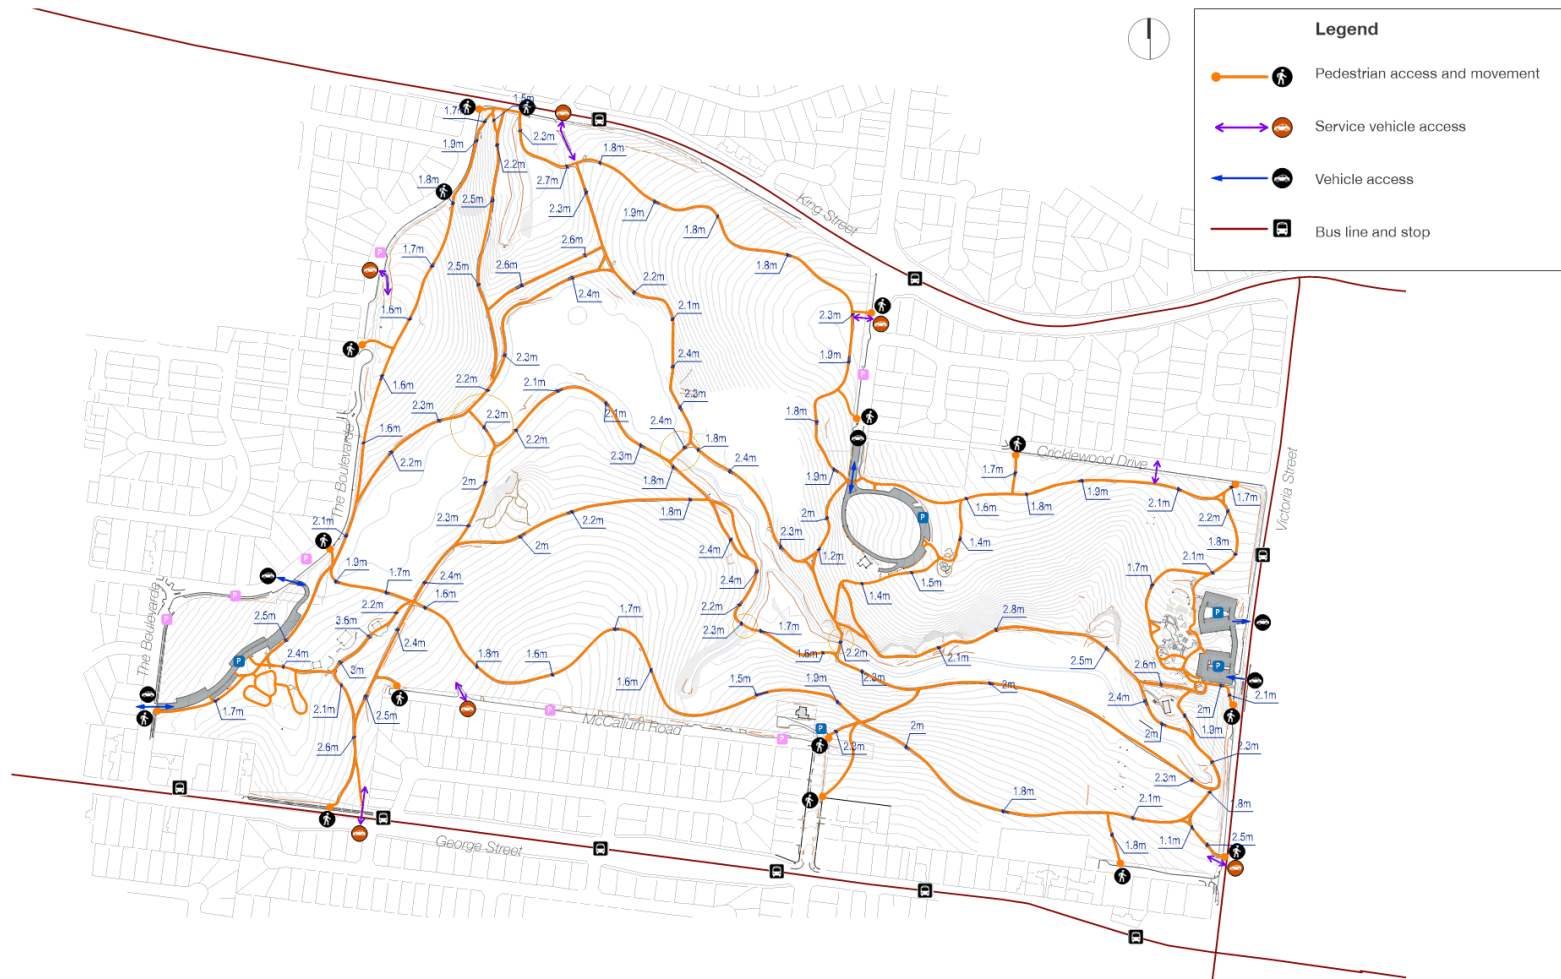 Legend
Pedestrian access and movement
Service vehicle access
Vehicle access
Bus line and stop
1.5m
1.7m
1.9m
2.3m
2.2m
1.8m
2.7m
1.8m
2.5m
2.3m
1.9m
1.8m
King Street
P
1.7m
2.6m
1.8m
2.5m
2.6m
2.2m
2.4m
1.6m
2.1m
2.3m
2.3m
2.4m
1.9m
1.6m
2.2m
2.1m
P
2.3m
2.3m
2.3m
2.1m
1.8m
1.6m
2.2m
2.4m
1.8m
2.2m
2.3m
2.4m
Cricklewood Drive
The Boulevarde
1.8m
1.9m
1.7m
1.9m
2m
2.1m
1.7m
Victoria Street
1.6m
1.8m
1.8m
2.2m
2m
P
2.2m
2.1m
2.3m
2m
2.4m
2.3m
1.2m
1.4m
1.8m
2.1m
P
1.9m
1.7m
2.4m
2.4m
1.5m
1.7m
P
1.6m
1.4m
The Boulevarde
P
2.2m
2.2m
P
3.6m
2.5m
2.3m
1.7m
1.7m
2.8m
2.4m
2.2m
1.6m
2.1m
P
2.4m
3m
1.8m
1.6m
1.6m
2.3m
2.5m
2.6m
P
2m
1.5m
1.9m
2.4m
2m
2.1m
1.7m
2.1m
2.5m
P
McCallum Road
P
P
2m
2m
1.9m
2.6m
2.3m
2.3m
2.3m
1.8m
2.1m
1.8m
George Street
1.8m
1.1m
2.5m